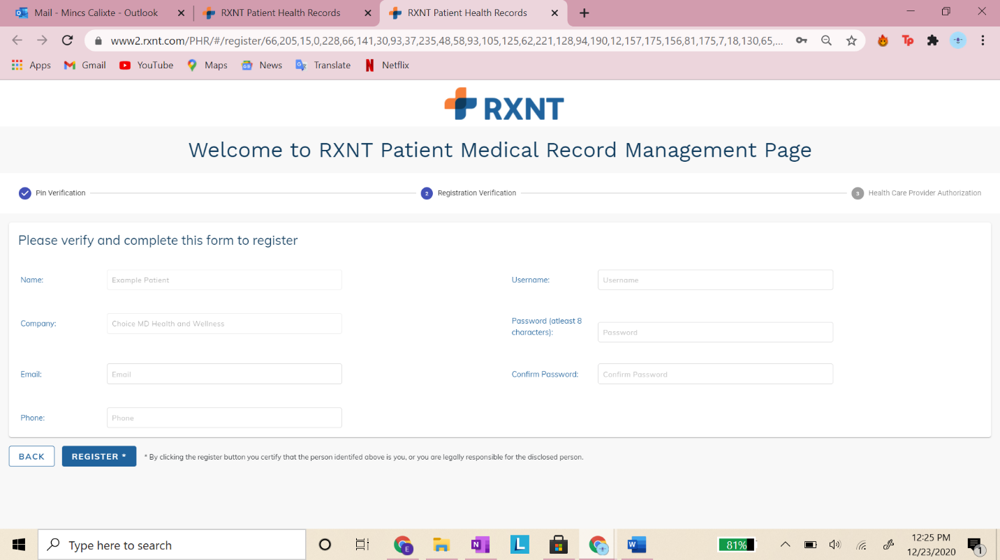 Mail - Mincs Calixte - Outlook
RXNT Patient Health Records
RXNT Patient Health Records
www2.rxnt.com/PHR/#/register/66,205,15,0,228,66,141,30,93,37,235,48,58,93,105,125,62,221,128,94,190,12,157,175,156,81,175,7,18,130,65,...
Tp
Apps
Gmail
YouTube
Maps
News
Translate
Netflix
RXNT
Welcome to RXNT Patient Medical Record Management Page
Pin Verification
2 Registration Verification
3 Health Care Provider Authorization
Please verify and complete this form to register
Name: Example Patient
Username: Username
Company: Choice MD Health and Wellness
Password (atleast 8
characters): Password
Email: Email
Confirm Password: Confirm Password
Phone: Phone
BACK
REGISTER *
* By clicking the register button you certify that the person identifed above is you, or you are legally responsible for the disclosed person.
Type here to search
E
N
L
W
81%
12:25 PM
12/23/2020
1